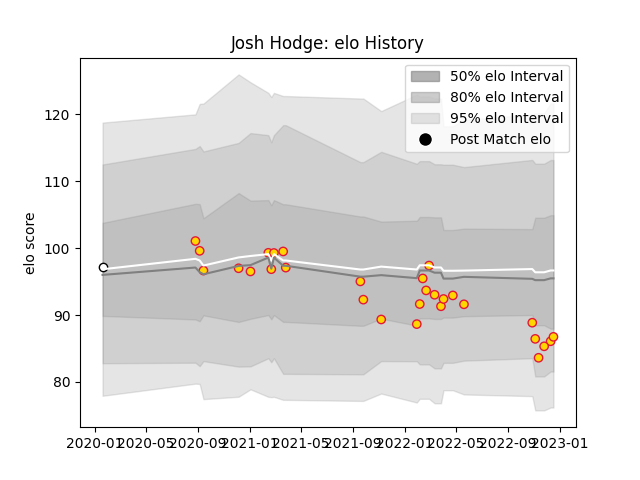 Josh Hodge: elo History
elo score
120
110
100
90
80
50% elo Interval
80% elo Interval
95% elo Interval
Post Match elo
2020-01 2020-05 2020-09 2021-01 2021-05 2021-09 2022-01 2022-05 2022-09 2023-01